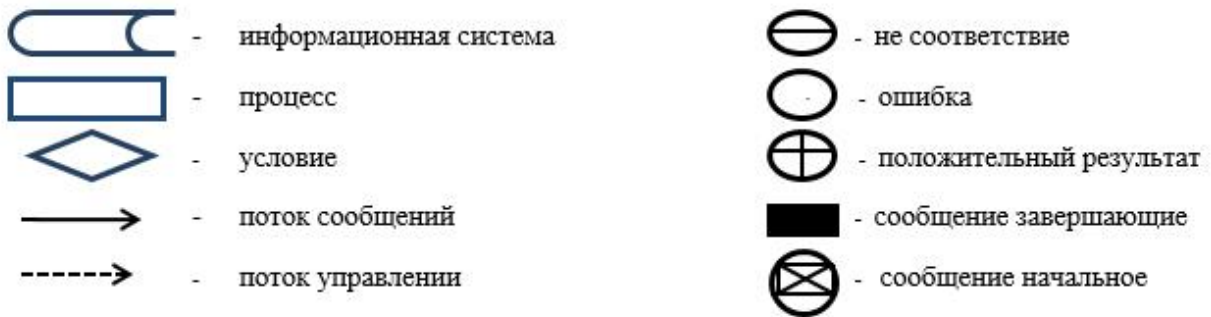 - информационная система
- процесс
- условие
- поток сообщений
- поток управлении
- не соответствие
- ошибка
- положительный результат
- сообщение завершающие
- сообщение начальное